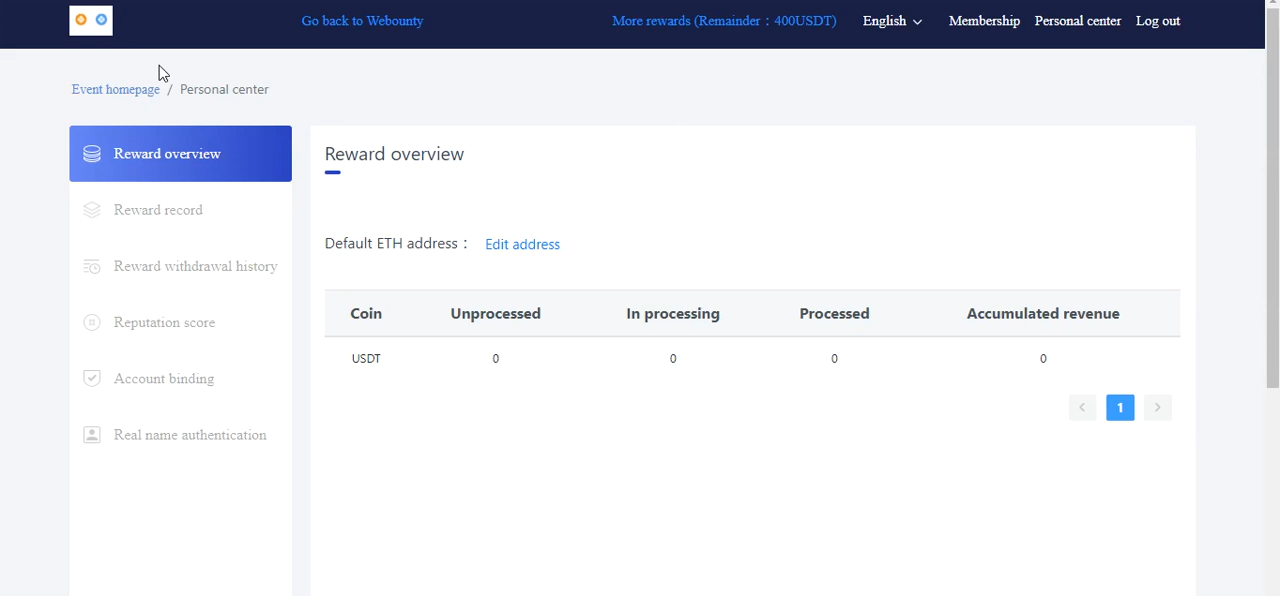 Go back to Webounty More rewards (Remainder：400USDT) English Membership Personal center Log out
Event homepage / Personal center
Reward overview
Reward record
Reward withdrawal history
Reputation score
Account binding
Real name authentication
Reward overview
Default ETH address： Edit address
Coin Unprocessed In processing Processed Accumulated revenue
USDT 0 0 0 0
1